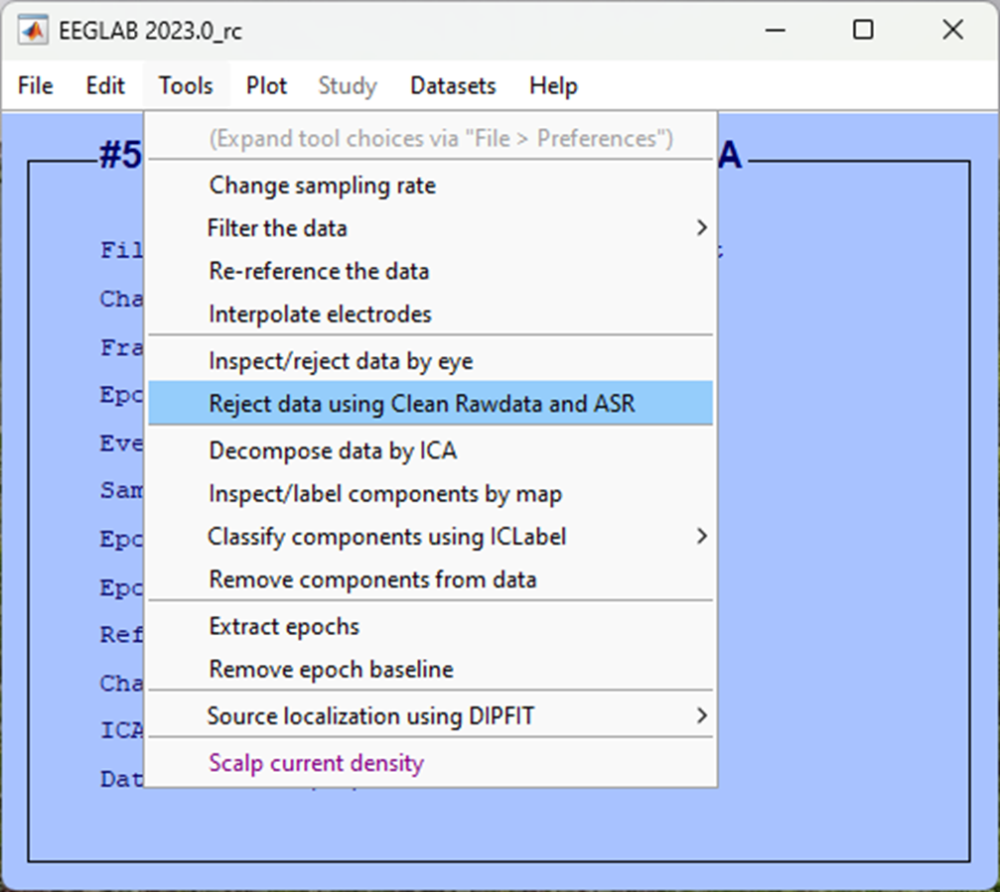 EEGLAB 2023.0_rc
File Edit Tools Plot Study Datasets Help
(Expand tool choices via "File > Preferences")
#5 A
Change sampling rate
Filter the data
Fil
Re-reference the data
Cha
Interpolate electrodes
Fra
Inspect/reject data by eye
Epo
Reject data using Clean Rawdata and ASR
Eve
Decompose data by ICA
Sam
Inspect/label components by map
Epo
Classify components using ICLabel
Epo
Remove components from data
Ref
Extract epochs
Cha
Remove epoch baseline
ICA
Source localization using DIPFIT
Dat
Scalp current density